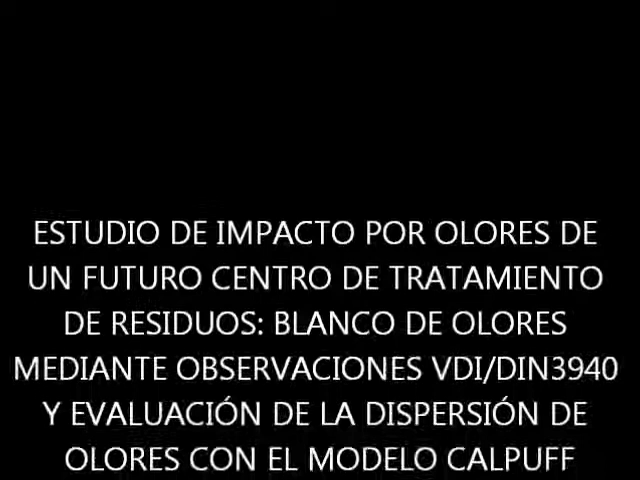 ESTUDIO DE IMPACTO POR OLORES DE
UN FUTURO CENTRO DE TRATAMIENTO
DE RESIDUOS: BLANCO DE OLORES
MEDIANTE OBSERVACIONES VDI/DIN3940
Y EVALUACIÓN DE LA DISPERSIÓN DE
OLORES CON EL MODELO CALPUFF